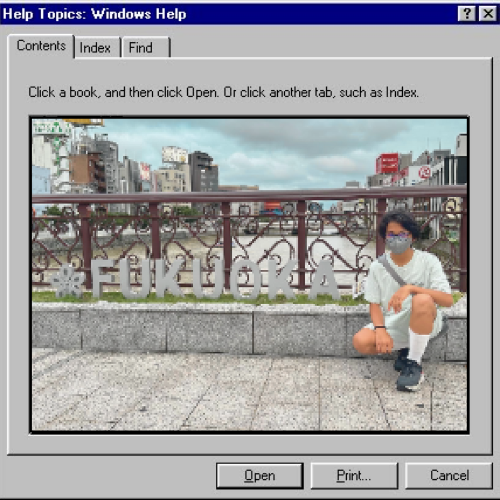 Help Topics: Windows Help
Contents Index Find
Click a book, and then click Open. Or click another tab, such as Index.
FUKUOKA
Open Print... Cancel